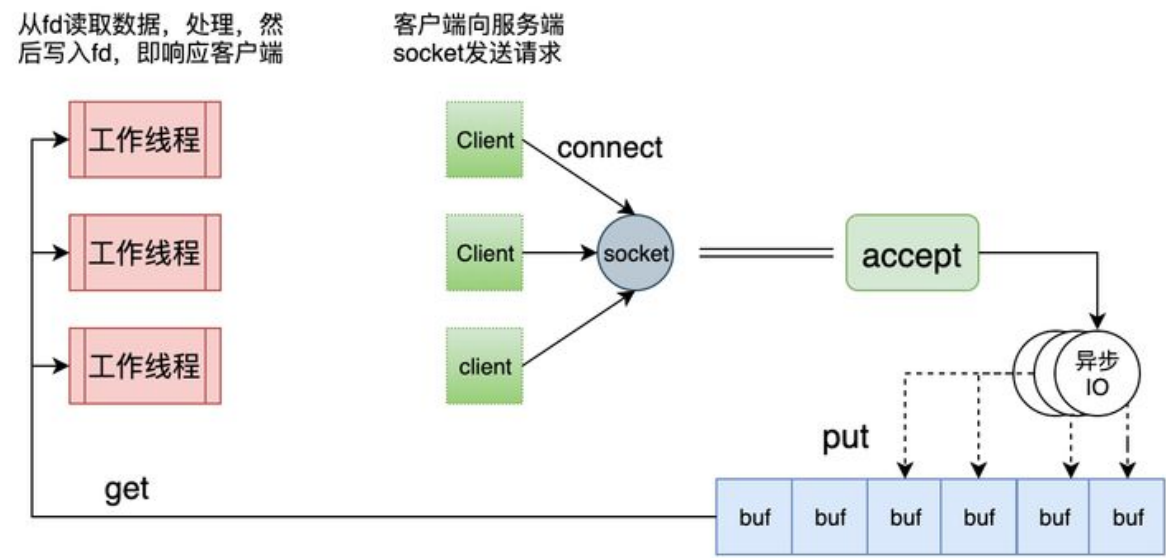 从fd读取数据，处理，然
后写入fd，即响应客户端
客户端向服务端
socket发送请求
工作线程
Client
connect
工作线程
Client
socket
accept
工作线程
client
异步
IO
put
get
buf
buf
buf
buf
buf
buf